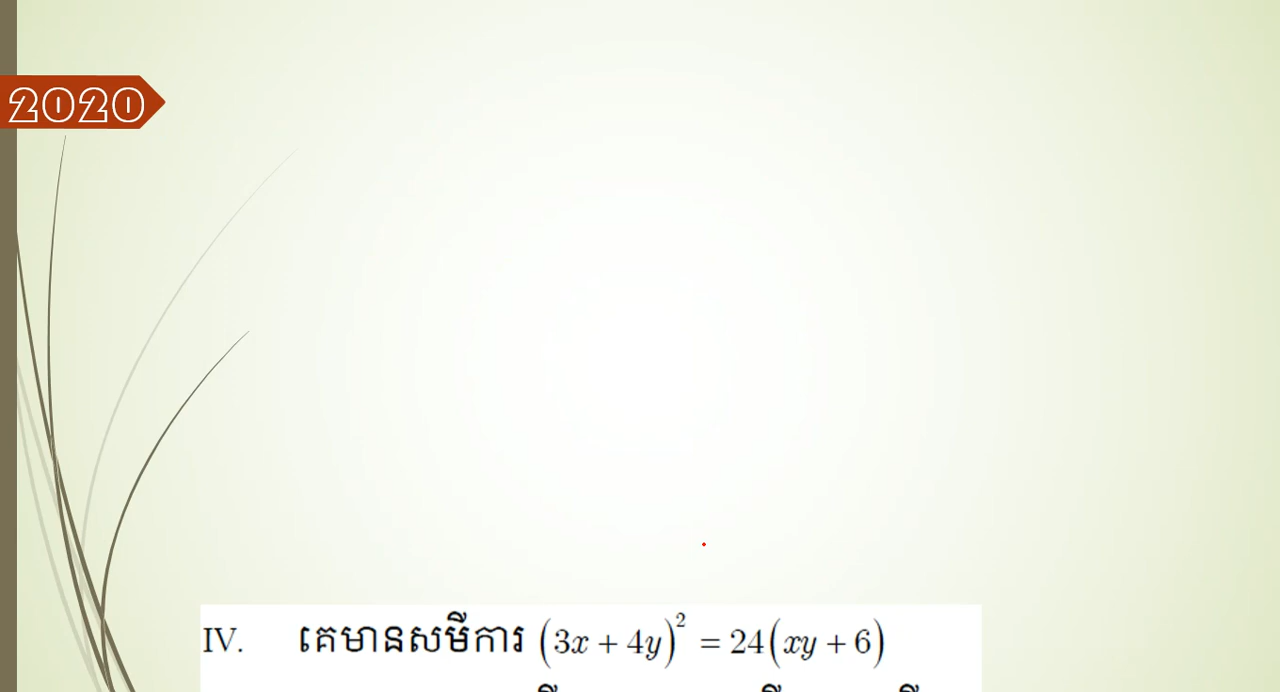 2020
IV. គេមានសមីការ (3x + 4y)² = 24(xy + 6)